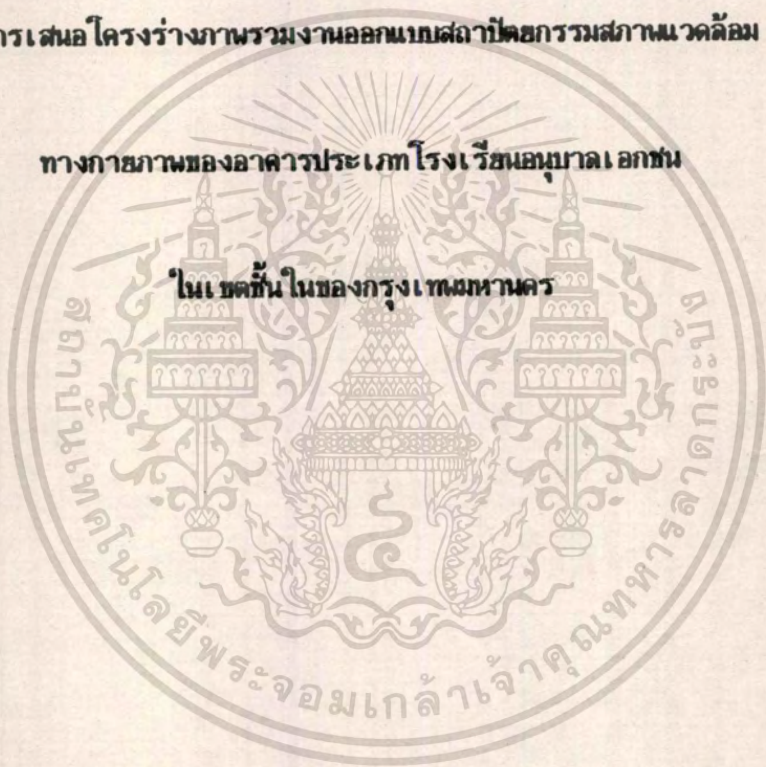 การเสนอโครงร่างภาพรวมงานออกแบบสถาปัตยกรรมสภาพแวดล้อม
ทางกายภาพของอาคารประเภทโรงเรียนอนุบาลเอกชน
ในเขตชั้นในของกรุงเทพมหานคร
สถาบันเทคโนโลยีพระจอมเกล้าเจ้าคุณทหารลาดกระบัง